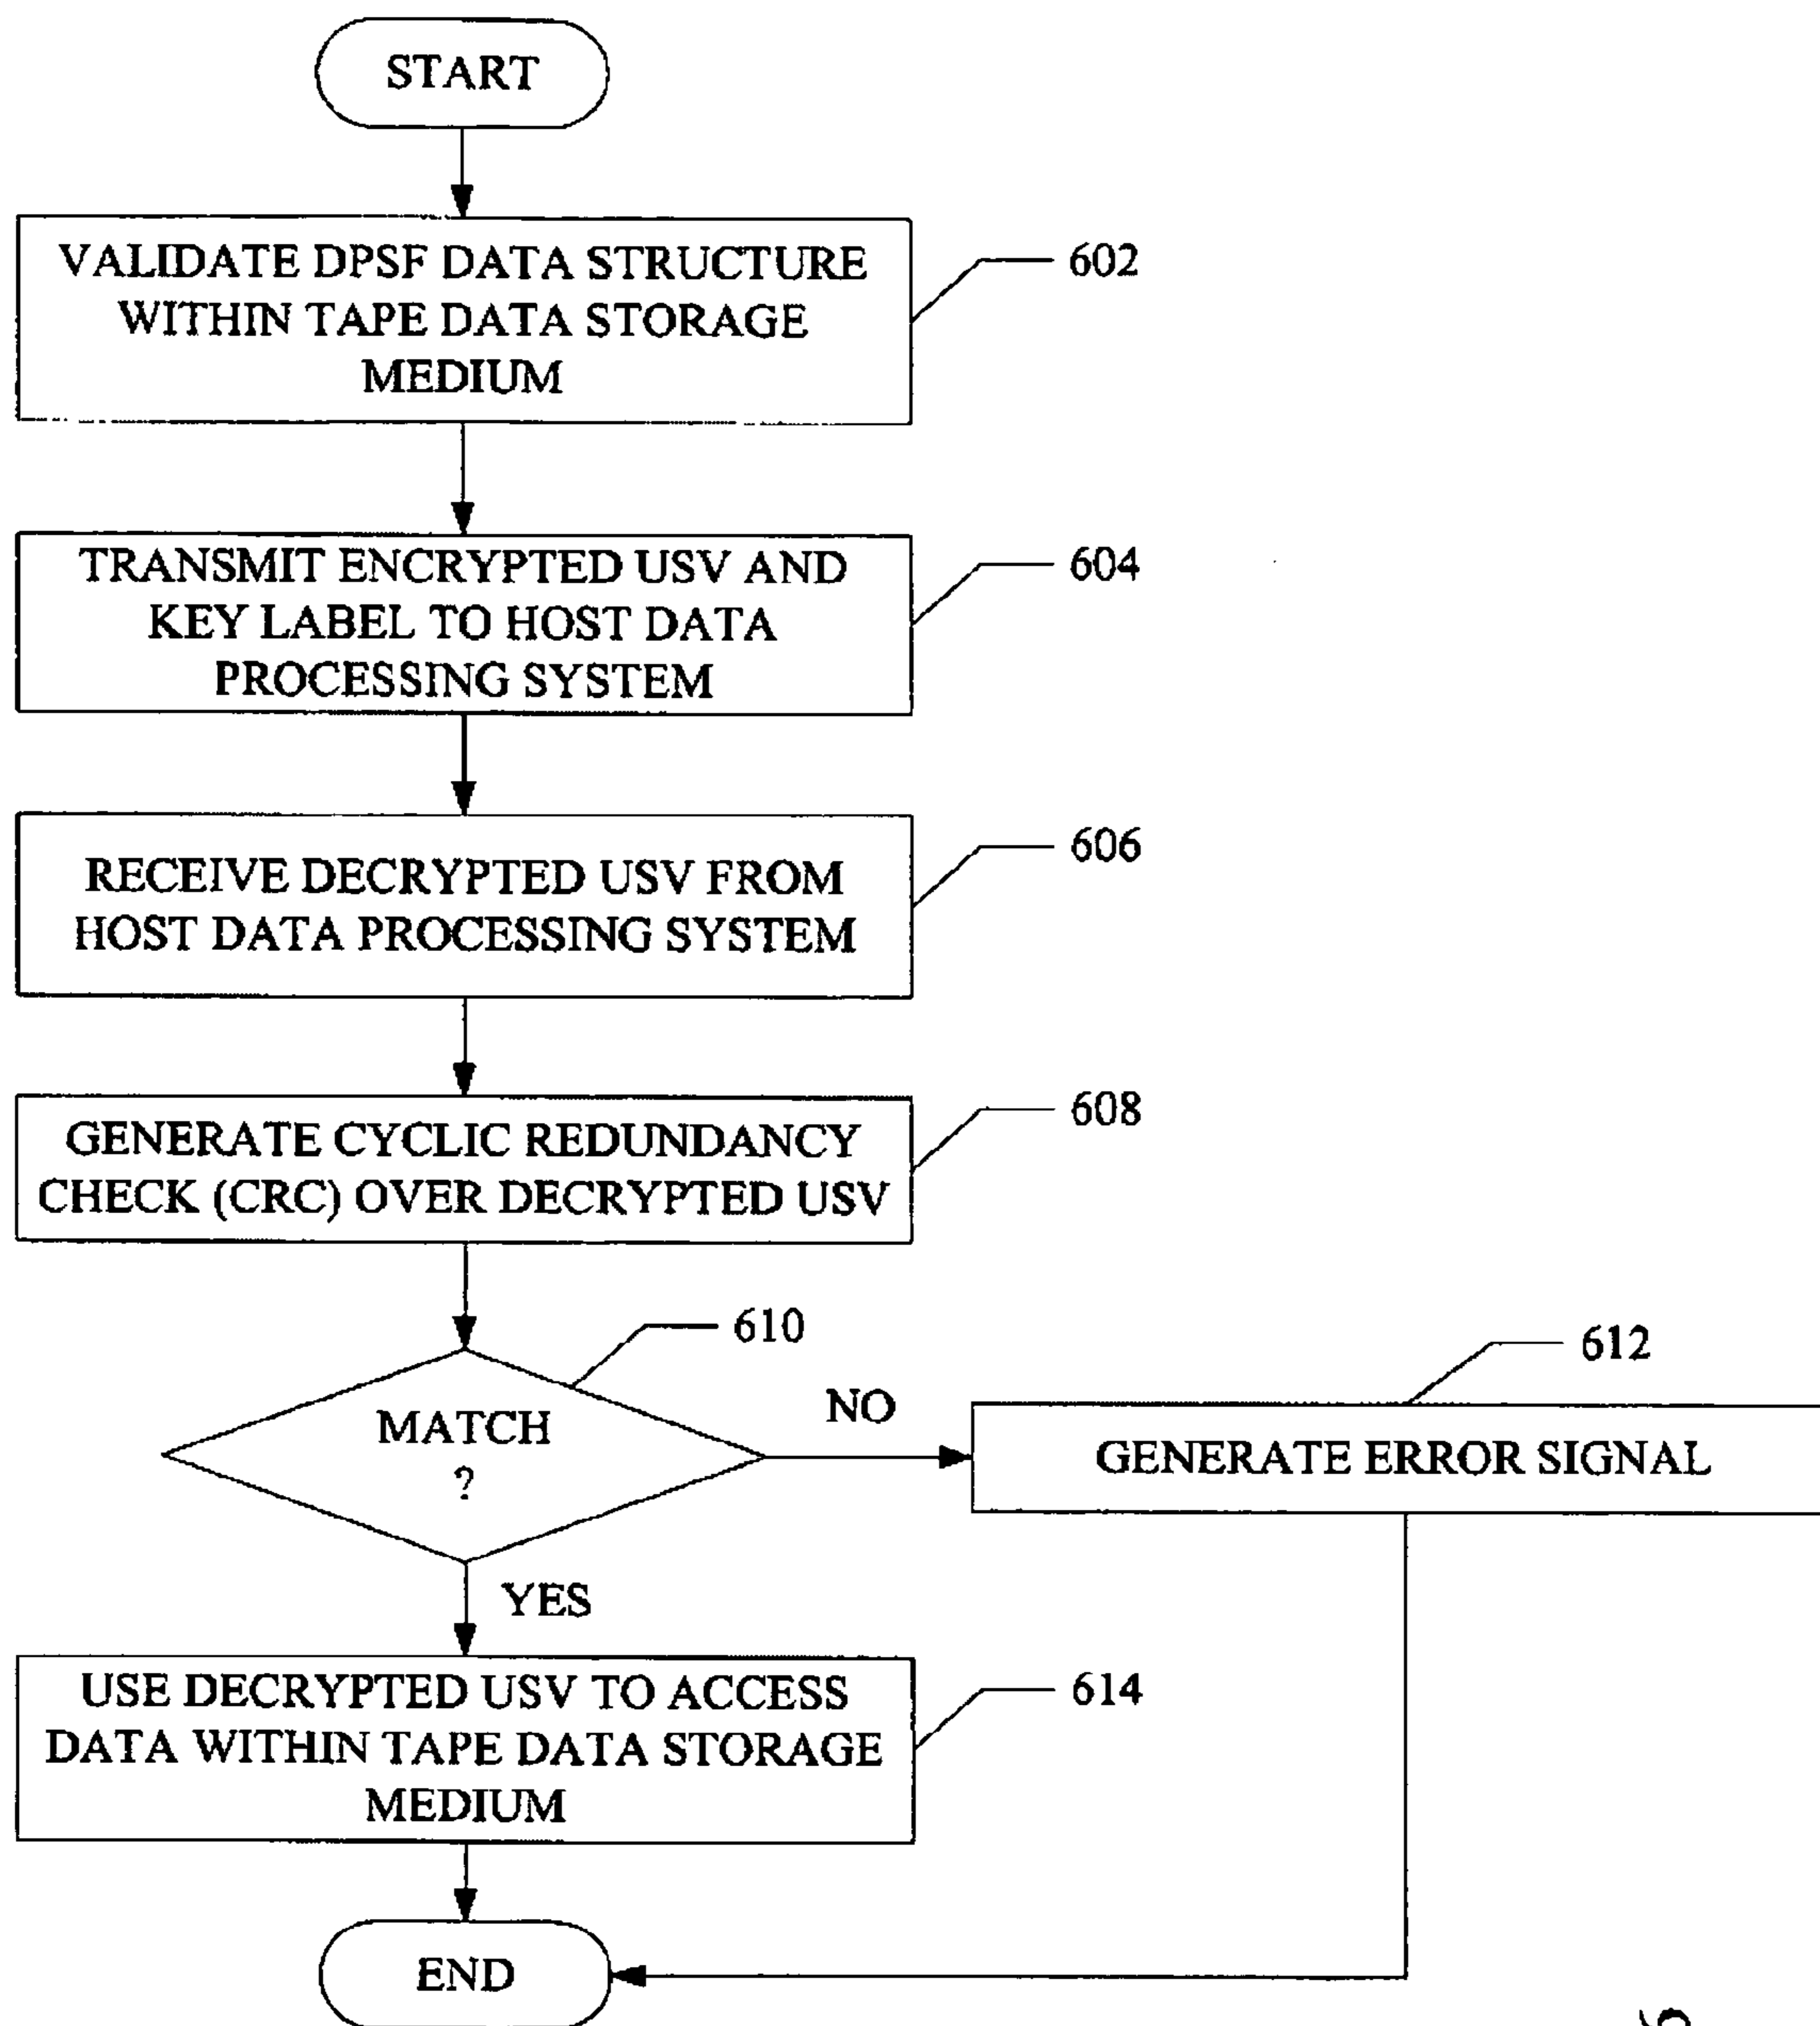 START
VALIDATE DPSF DATA STRUCTURE
WITHIN TAPE DATA STORAGE
MEDIUM
602
TRANSMIT ENCRYPTED USV AND
KEY LABEL TO HOST DATA
PROCESSING SYSTEM
604
RECEIVE DECRYPTED USV FROM
HOST DATA PROCESSING SYSTEM
606
GENERATE CYCLIC REDUNDANCY
CHECK (CRC) OVER DECRYPTED USV
608
610
MATCH
?
NO
612
GENERATE ERROR SIGNAL
YES
USE DECRYPTED USV TO ACCESS
DATA WITHIN TAPE DATA STORAGE
MEDIUM
614
END